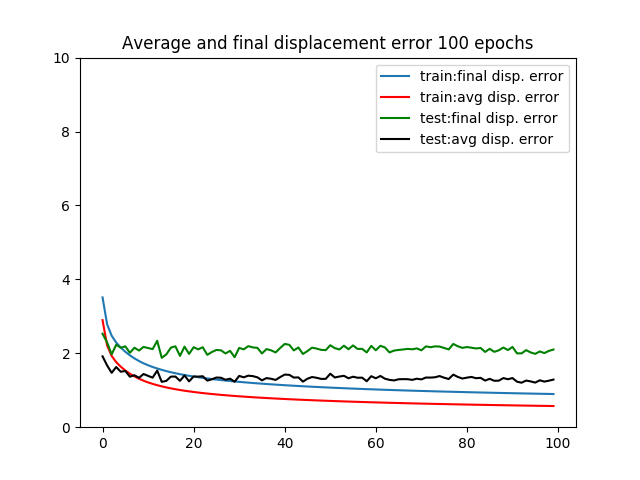 Average and final displacement error 100 epochs
10
8
6
4
2
0
train:final disp. error
train:avg disp. error
test:final disp. error
test:avg disp. error
0 20 40 60 80 100